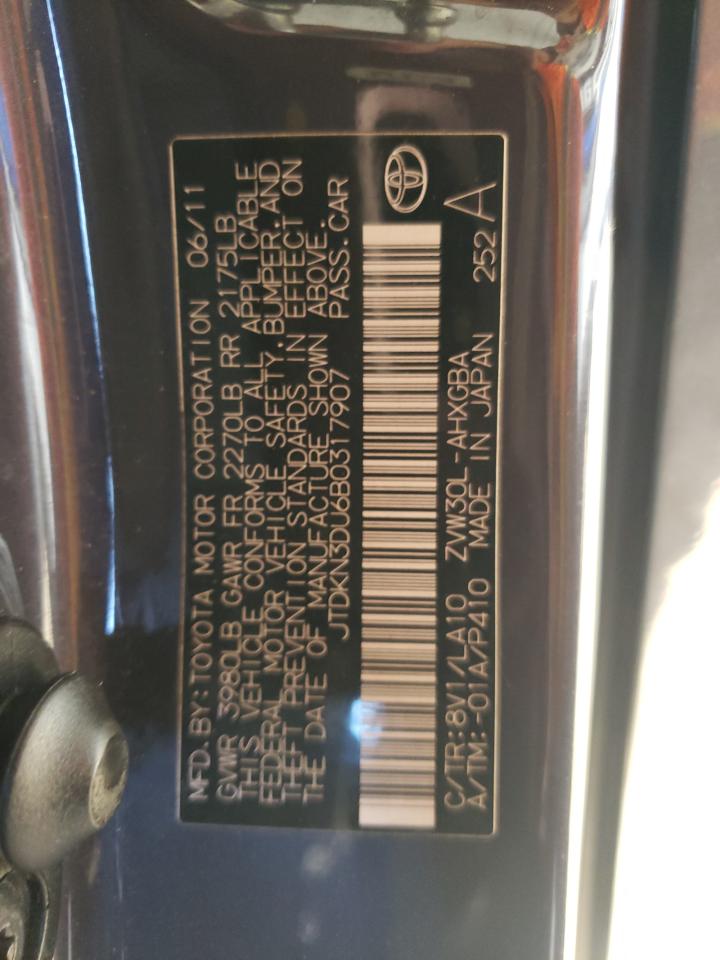 MFD. BY: TOYOTA MOTOR CORPORATION 06/11
GVWR 3980LB GAWR FR 2270LB RR 2175LB
THIS VEHICLE CONFORMS TO ALL APPLICABLE
FEDERAL MOTOR VEHICLE SAFETY, BUMPER, AND
THEFT PREVENTION STANDARDS IN EFFECT ON
THE DATE OF MANUFACTURE SHOWN ABOVE.
JTDKN3DU6B0317907 PASS. CAR
C/TR: 8V1/LA10 ZVW30L-AHXGBA
A/TM: -01A/P410 MADE IN JAPAN 252 A